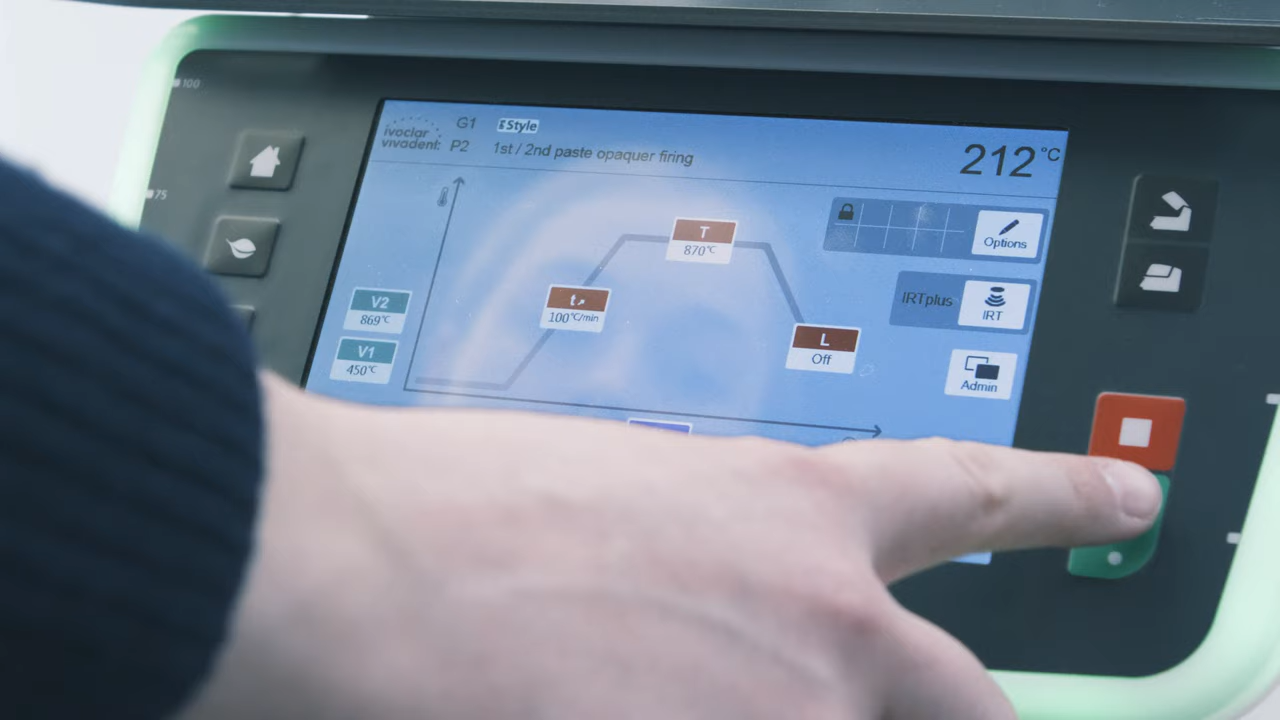 100
75
ivoclar
vivadent:
G1
P2
Style
1st / 2nd paste opaquer firing
212 °C
T
870°C
t
100°C/min
V2
869°C
V1
450°C
L
Off
Options
IRTplus
IRT
Admin